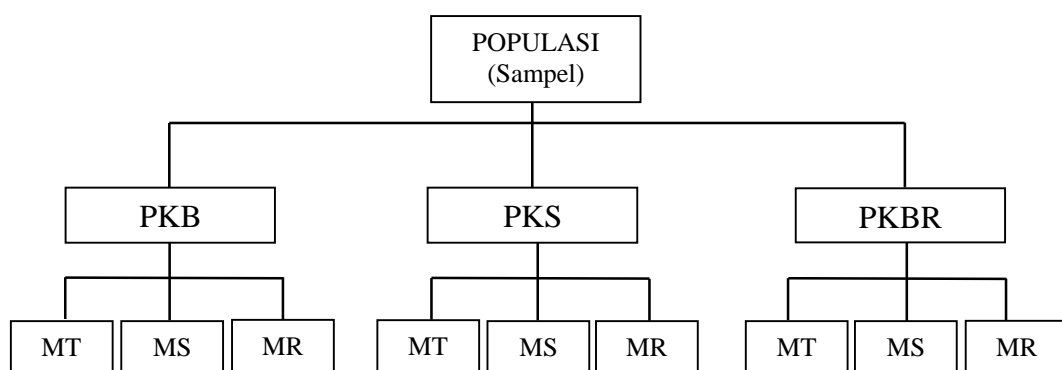 POPULASI
(Sampel)
PKB
PKS
PKBR
MT
MS
MR
MT
MS
MR
MT
MS
MR